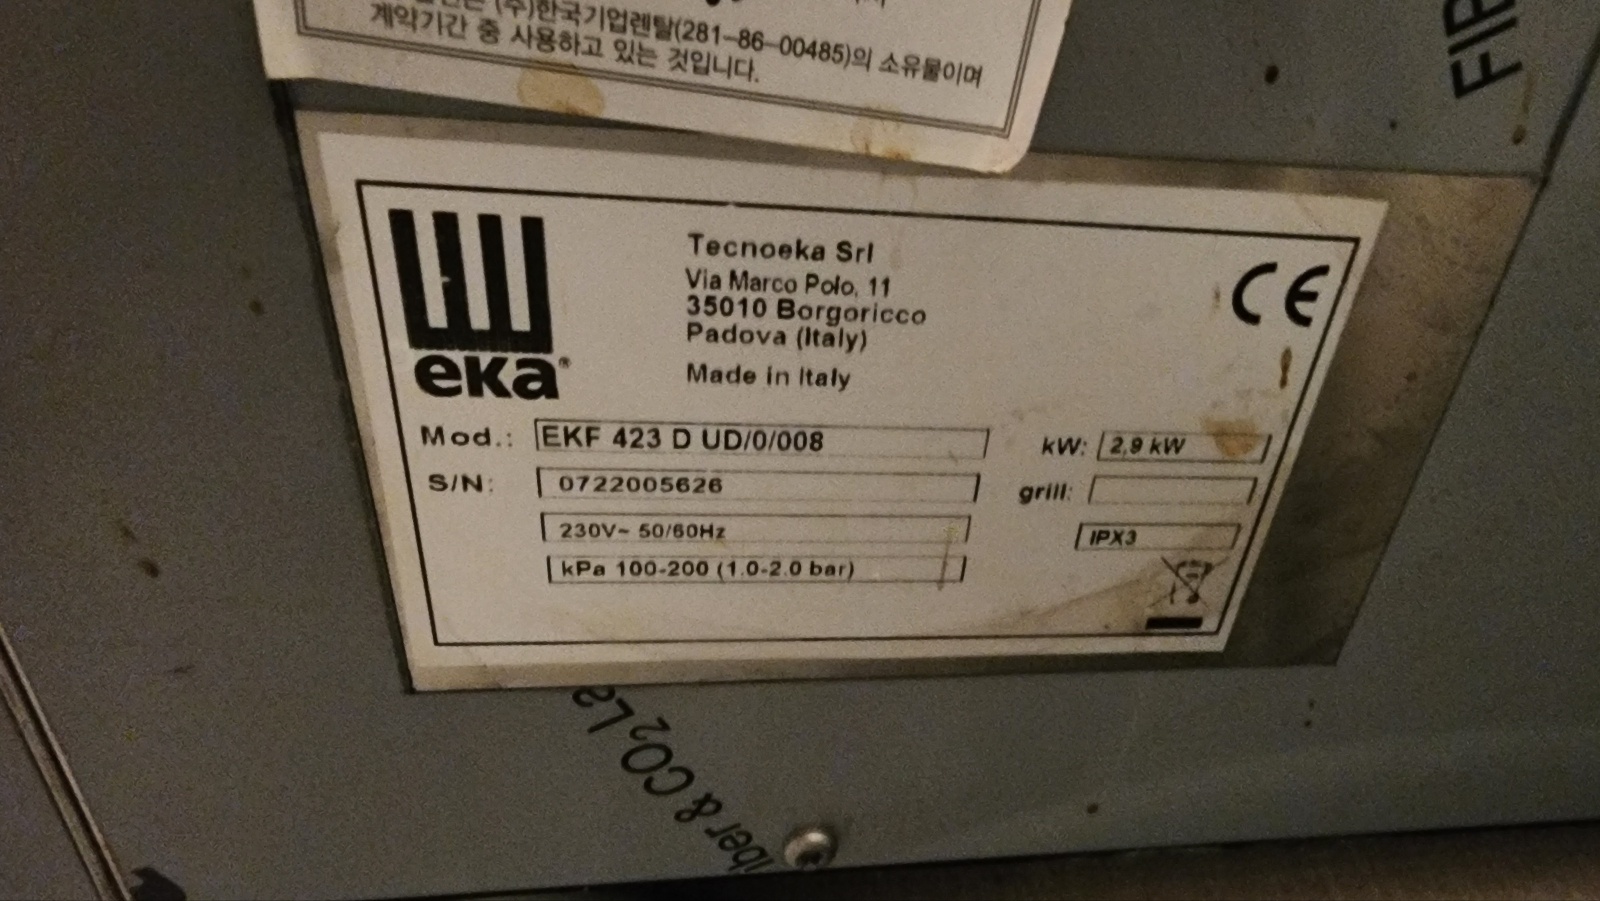 (주)한국기업렌탈(281-86-00485)의 소유물이며
계약기간 중 사용하고 있는 것입니다.
FIB
eka®
Tecnoeka Srl
Via Marco Polo, 11
35010 Borgoricco
Padova (Italy)
Made in Italy
CE
Mod.: EKF 423 D UD/0/008
kW: 2,9 kW
S/N: 0722005626
grill:
230V~ 50/60Hz
IPX3
kPa 100-200 (1.0-2.0 bar)
iber & CO₂ La